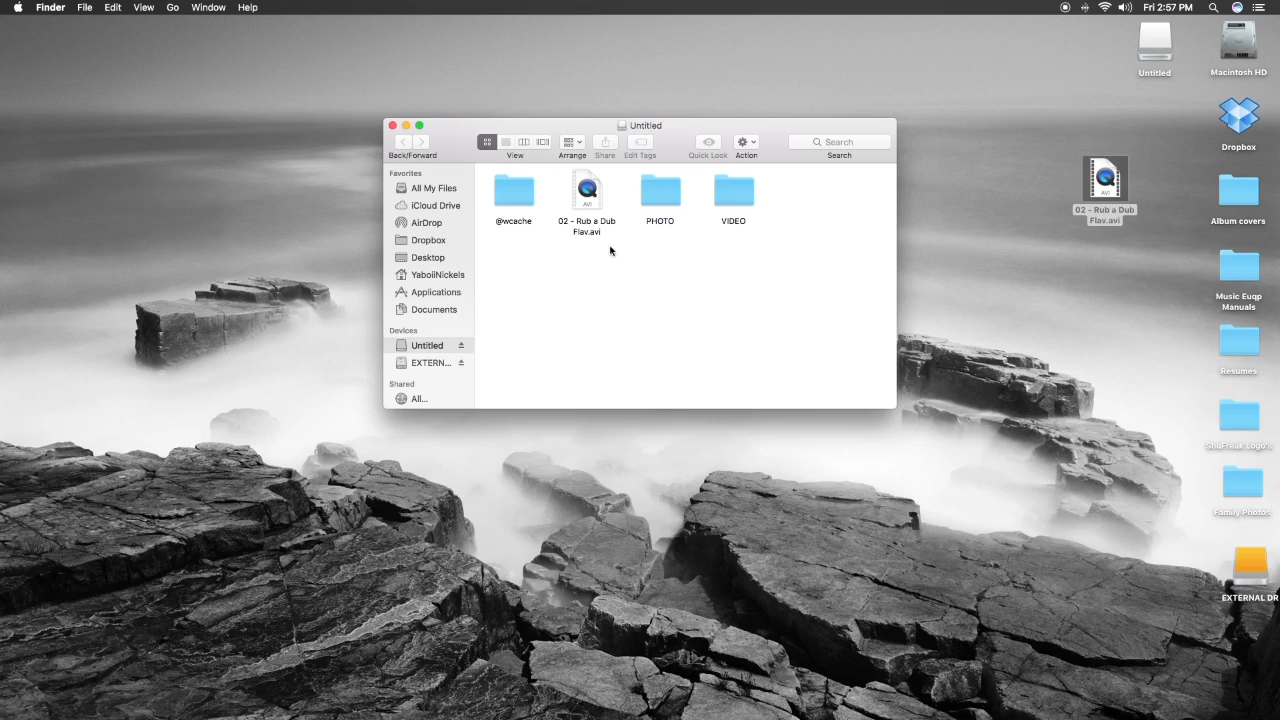 Finder File Edit View Go Window Help
Fri 2:57 PM
Untitled
Macintosh HD
Dropbox
Album covers
Music Euqp
Manuals
Resumes
Family Photos
EXTERNAL DR
02 - Rub a Dub
Flav.avi
AVI
Untitled
Search
Back/Forward View Arrange Share Edit Tags Quick Look Action Search
Favorites
All My Files
iCloud Drive
AirDrop
Dropbox
Desktop
YaboiiNickels
Applications
Documents
Devices
Untitled
EXTERN...
Shared
All...
AVI
@wcache
02 - Rub a Dub
Flav.avi
PHOTO
VIDEO